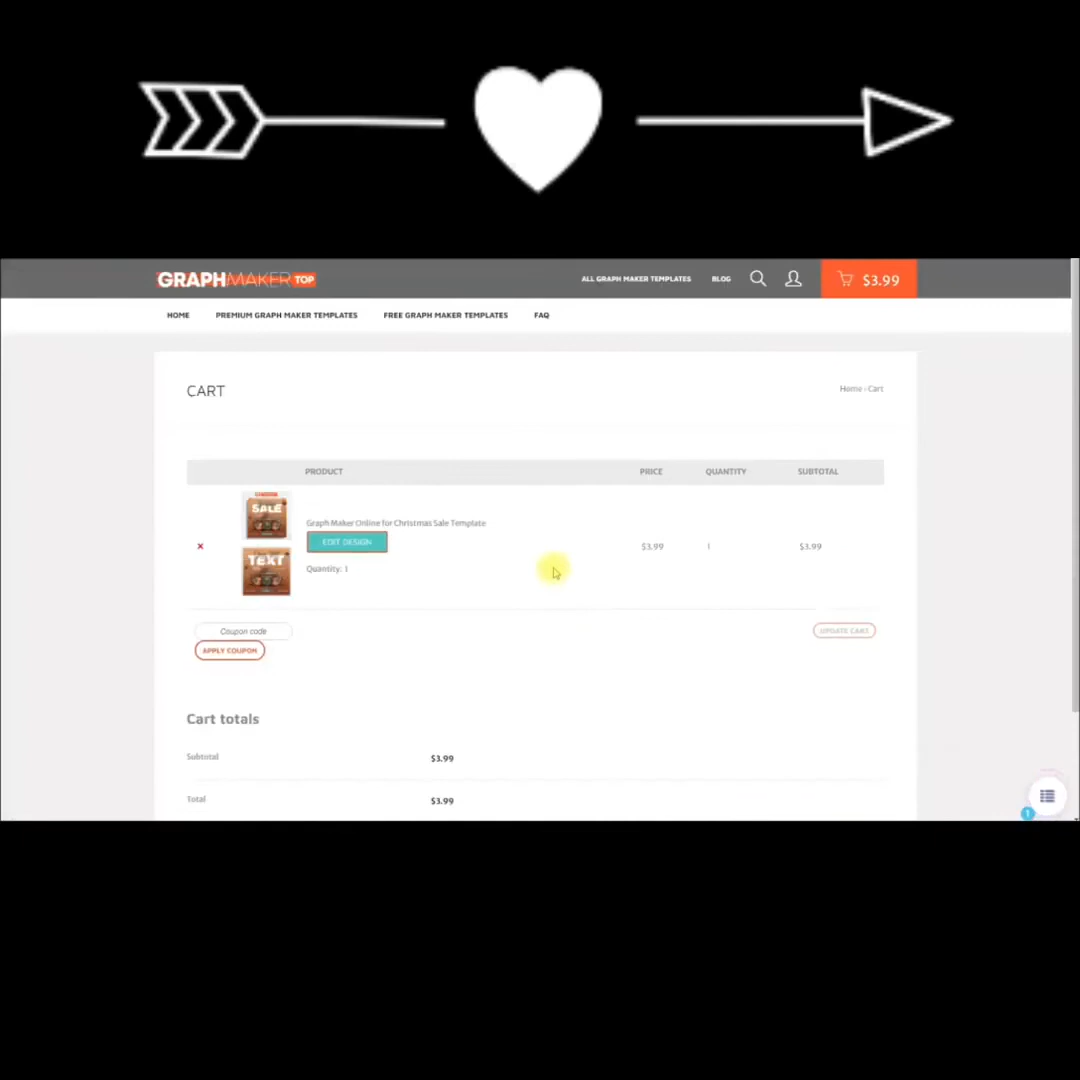 GRAPHMAKER TOP
ALL GRAPH MAKER TEMPLATES BLOG $3.99
HOME PREMIUM GRAPH MAKER TEMPLATES FREE GRAPH MAKER TEMPLATES FAQ
CART
Home › Cart
PRODUCT PRICE QUANTITY SUBTOTAL
SALE
TEXT
Graph Maker Online for Christmas Sale Template
EDIT DESIGN
Quantity: 1
$3.99 1 $3.99
Coupon code
APPLY COUPON
UPDATE CART
Cart totals
Subtotal $3.99
Total $3.99
1